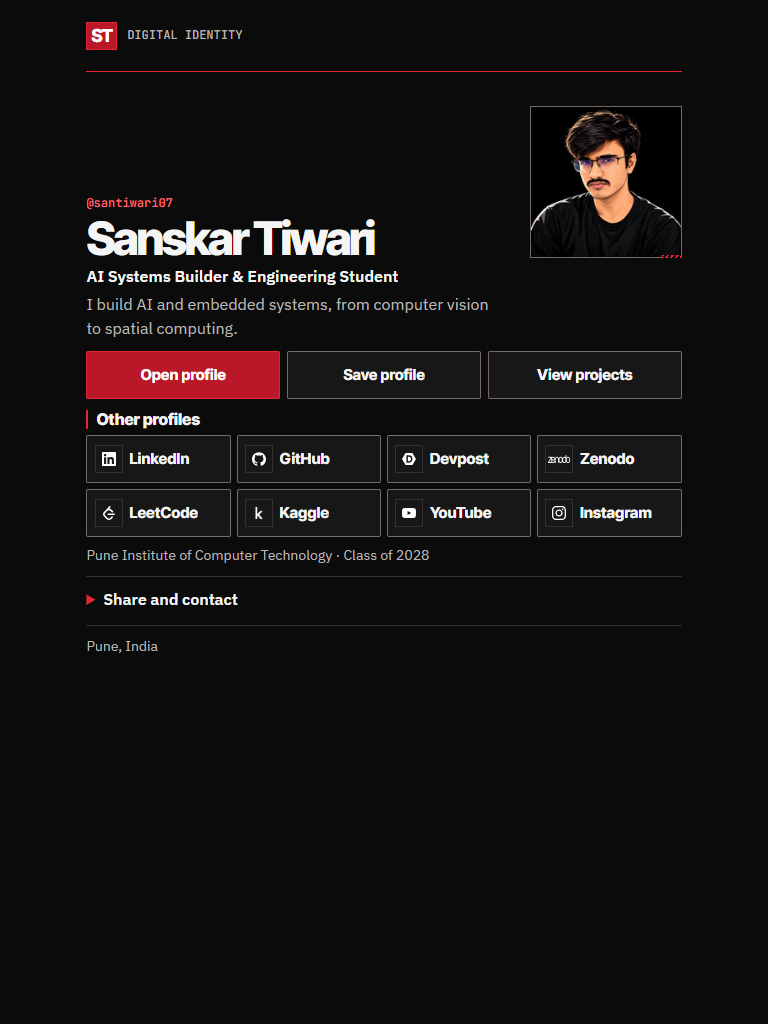 ST DIGITAL IDENTITY
@santiwari07
Sanskar Tiwari
AI Systems Builder & Engineering Student
I build AI and embedded systems, from computer vision
to spatial computing.
Open profile Save profile View projects
Other profiles
LinkedIn GitHub Devpost zenodo Zenodo
LeetCode Kaggle YouTube Instagram
Pune Institute of Computer Technology · Class of 2028
Share and contact
Pune, India